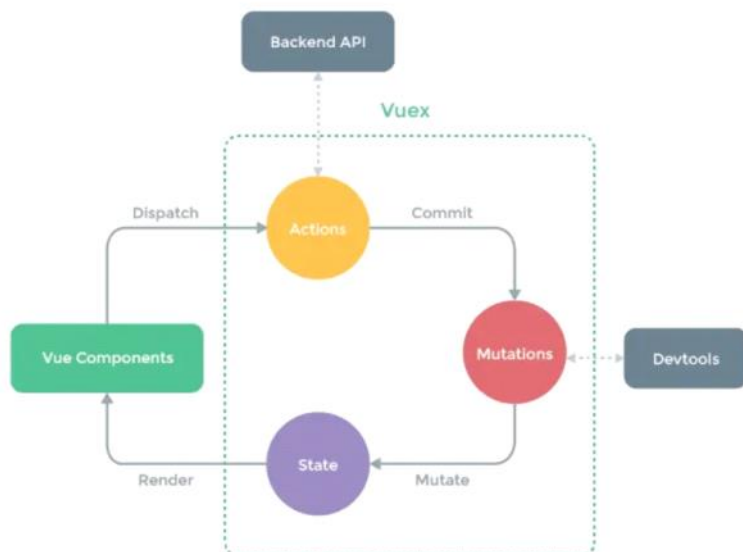 Backend API
Vuex
Dispatch
Commit
Actions
Vue Components
Mutations
Devtools
State
Render
Mutate